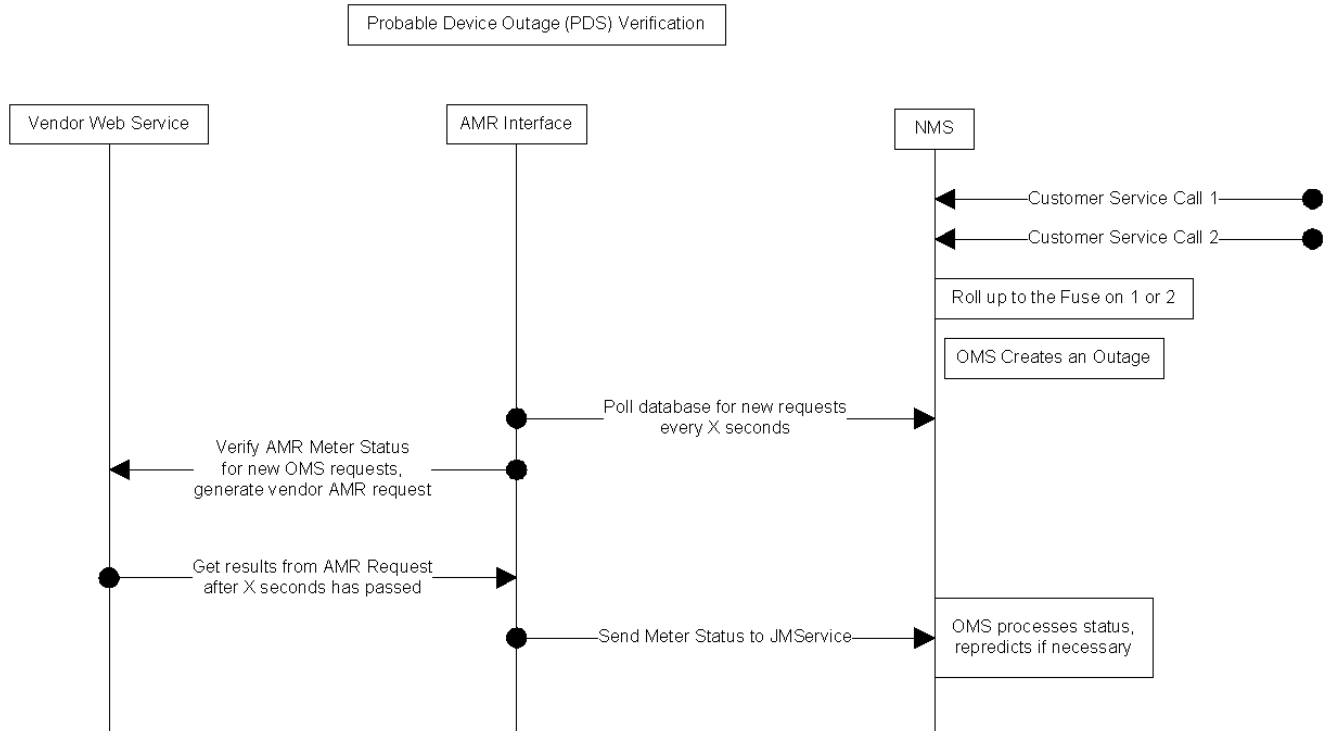 Probable Device Outage (PDS) Verification
Vendor Web Service
AMR Interface
NMS
Customer Service Call 1
Customer Service Call 2
Roll up to the Fuse on 1 or 2
OMS Creates an Outage
Poll database for new requests
every X seconds
Verify AMR Meter Status
for new OMS requests,
generate vendor AMR request
Get results from AMR Request
after X seconds has passed
Send Meter Status to JMService
OMS processes status,
repredicts if necessary